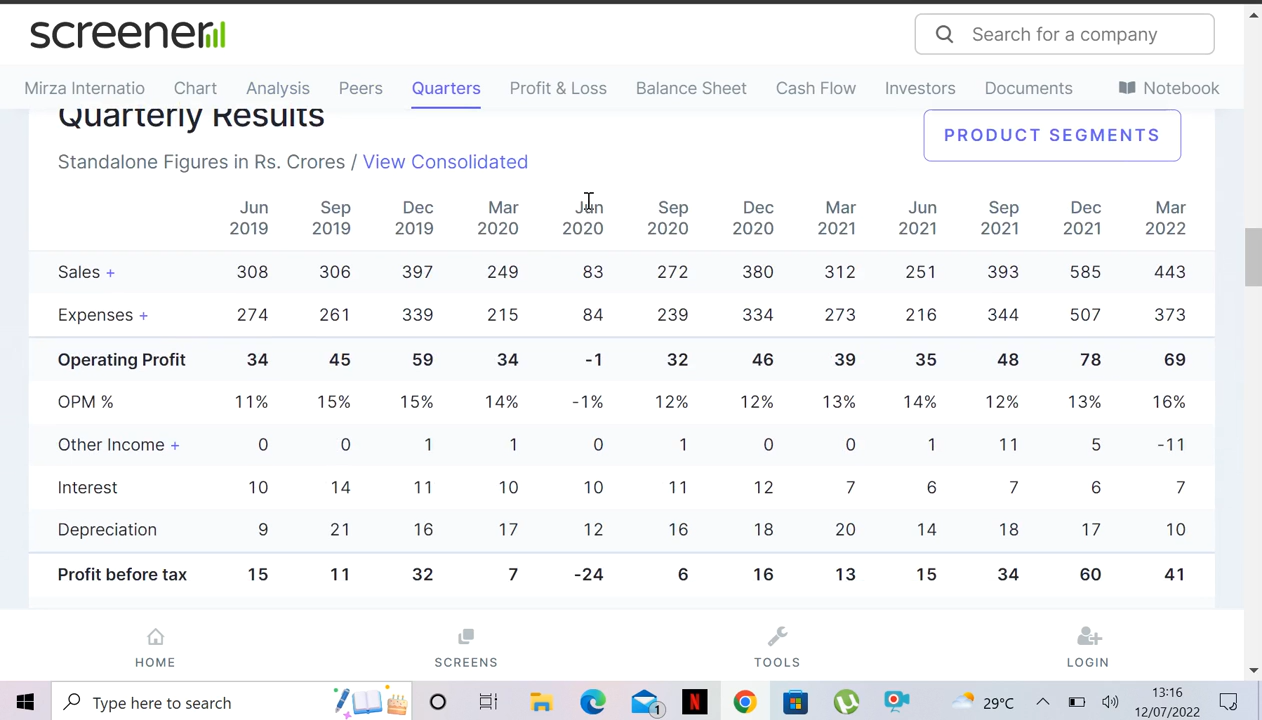 screener
Search for a company
Mirza Internatio Chart Analysis Peers Quarters Profit & Loss Balance Sheet Cash Flow Investors Documents Notebook
Quarterly Results
PRODUCT SEGMENTS
Standalone Figures in Rs. Crores / View Consolidated
Jun Sep Dec Mar Jun Sep Dec Mar Jun Sep Dec Mar
2019 2019 2019 2020 2020 2020 2020 2021 2021 2021 2021 2022
Sales + 308 306 397 249 83 272 380 312 251 393 585 443
Expenses + 274 261 339 215 84 239 334 273 216 344 507 373
Operating Profit 34 45 59 34 -1 32 46 39 35 48 78 69
OPM % 11% 15% 15% 14% -1% 12% 12% 13% 14% 12% 13% 16%
Other Income + 0 0 1 1 0 1 0 0 1 11 5 -11
Interest 10 14 11 10 10 11 12 7 6 7 6 7
Depreciation 9 21 16 17 12 16 18 20 14 18 17 10
Profit before tax 15 11 32 7 -24 6 16 13 15 34 60 41
HOME SCREENS TOOLS LOGIN
Type here to search
1
N
29°C
13:16
12/07/2022